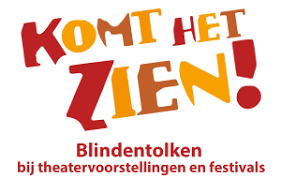 KOMT HET
ZIEN!
Blindentolken
bij theatervoorstellingen en festivals